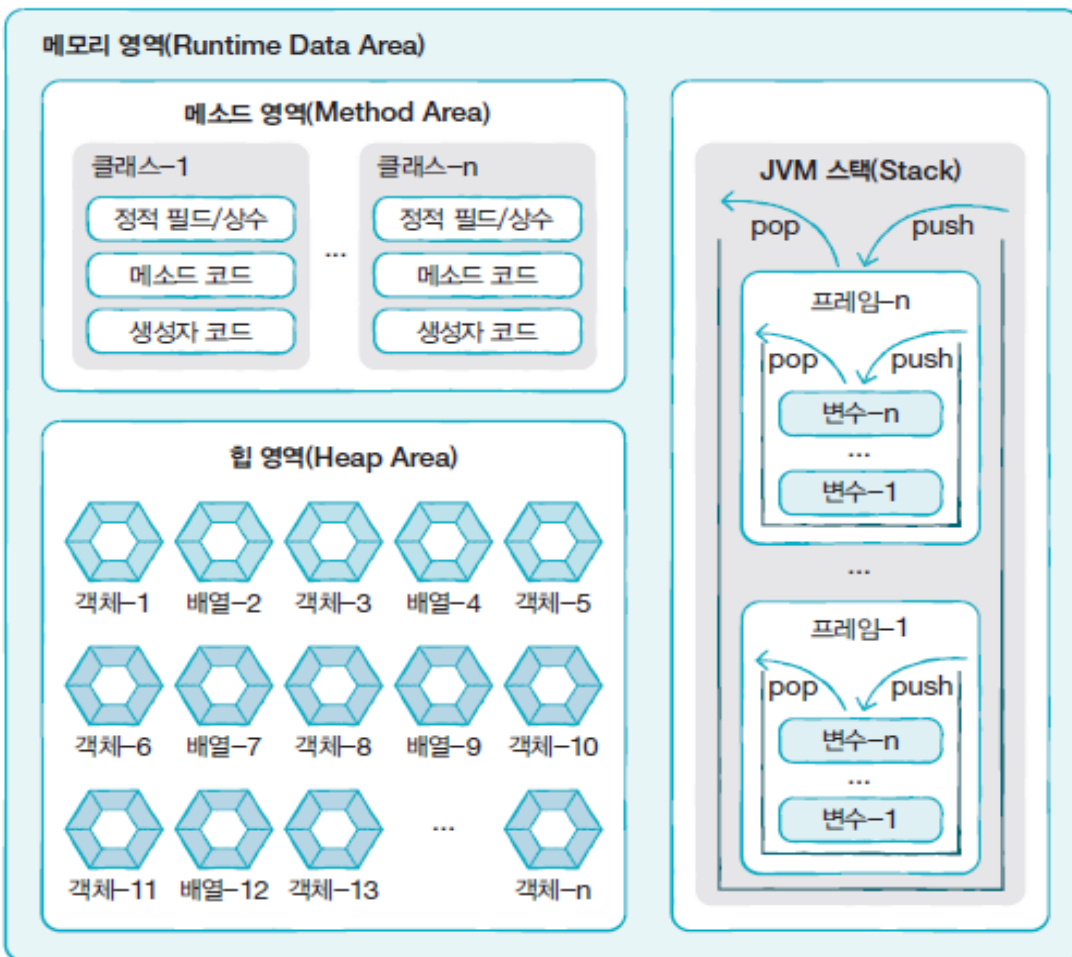 메모리 영역(Runtime Data Area)
메소드 영역(Method Area)
클래스-1
정적 필드/상수
메소드 코드
생성자 코드
...
클래스-n
정적 필드/상수
메소드 코드
생성자 코드
힙 영역(Heap Area)
객체-1 배열-2 객체-3 배열-4 객체-5
객체-6 배열-7 객체-8 배열-9 객체-10
...
객체-11 배열-12 객체-13 객체-n
JVM 스택(Stack)
pop push
프레임-n
pop push
변수-n
...
변수-1
...
프레임-1
pop push
변수-n
...
변수-1